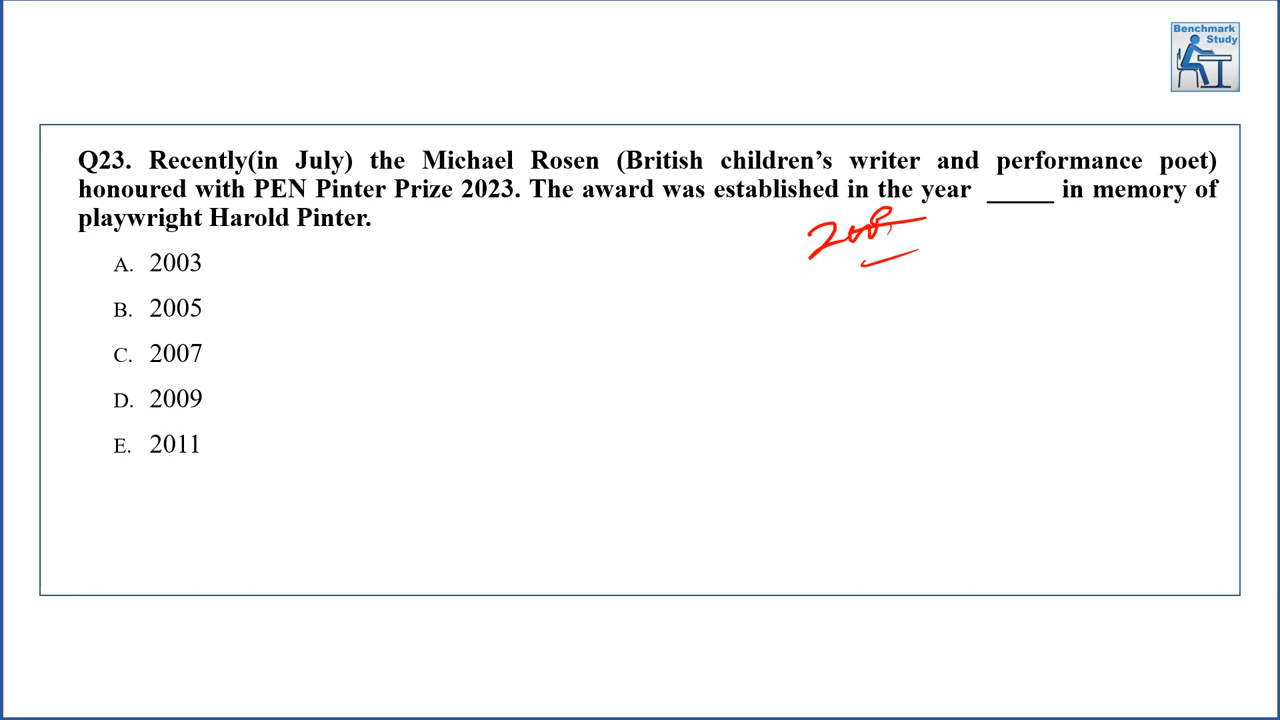 Benchmark
Study
Q23. Recently(in July) the Michael Rosen (British children’s writer and performance poet)
honoured with PEN Pinter Prize 2023. The award was established in the year _____ in memory of
playwright Harold Pinter.
A. 2003
B. 2005
C. 2007
D. 2009
E. 2011